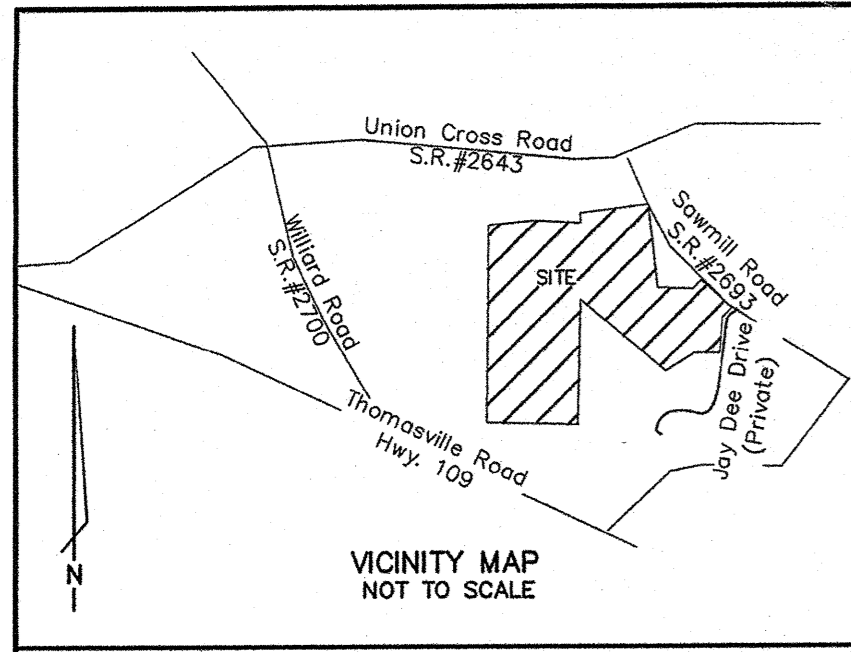 Union Cross Road
S.R.#2643
Sawmill Road
S.R.#2693
Williard Road
S.R.#2700
SITE
Jay Dee Drive
(Private)
Thomasville Road
Hwy. 109
VICINITY MAP
NOT TO SCALE
N